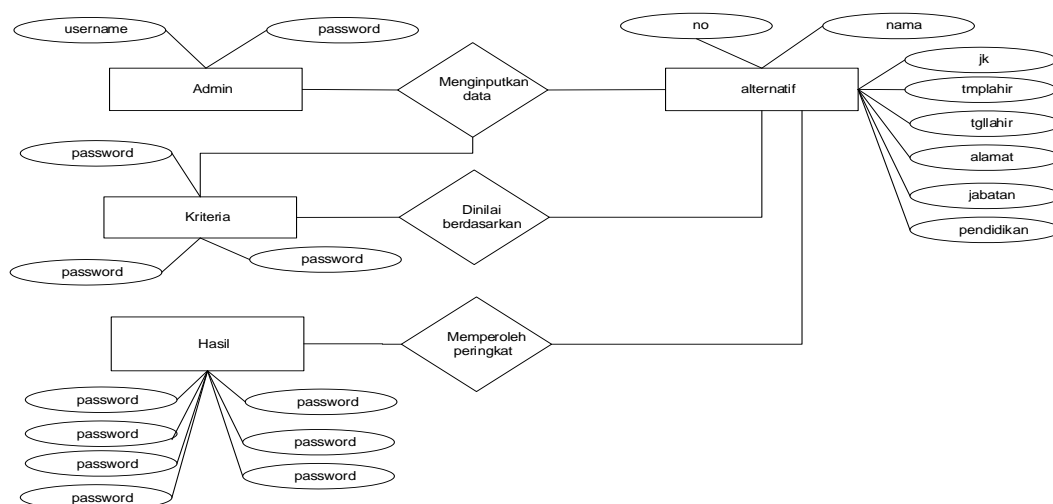 username
password
no
nama
Admin
Menginputkan
data
alternatif
jk
tmplahir
tgllahir
alamat
jabatan
pendidikan
password
Kriteria
Dinilai
berdasarkan
password
password
Hasil
Memperoleh
peringkat
password
password
password
password
password
password
password